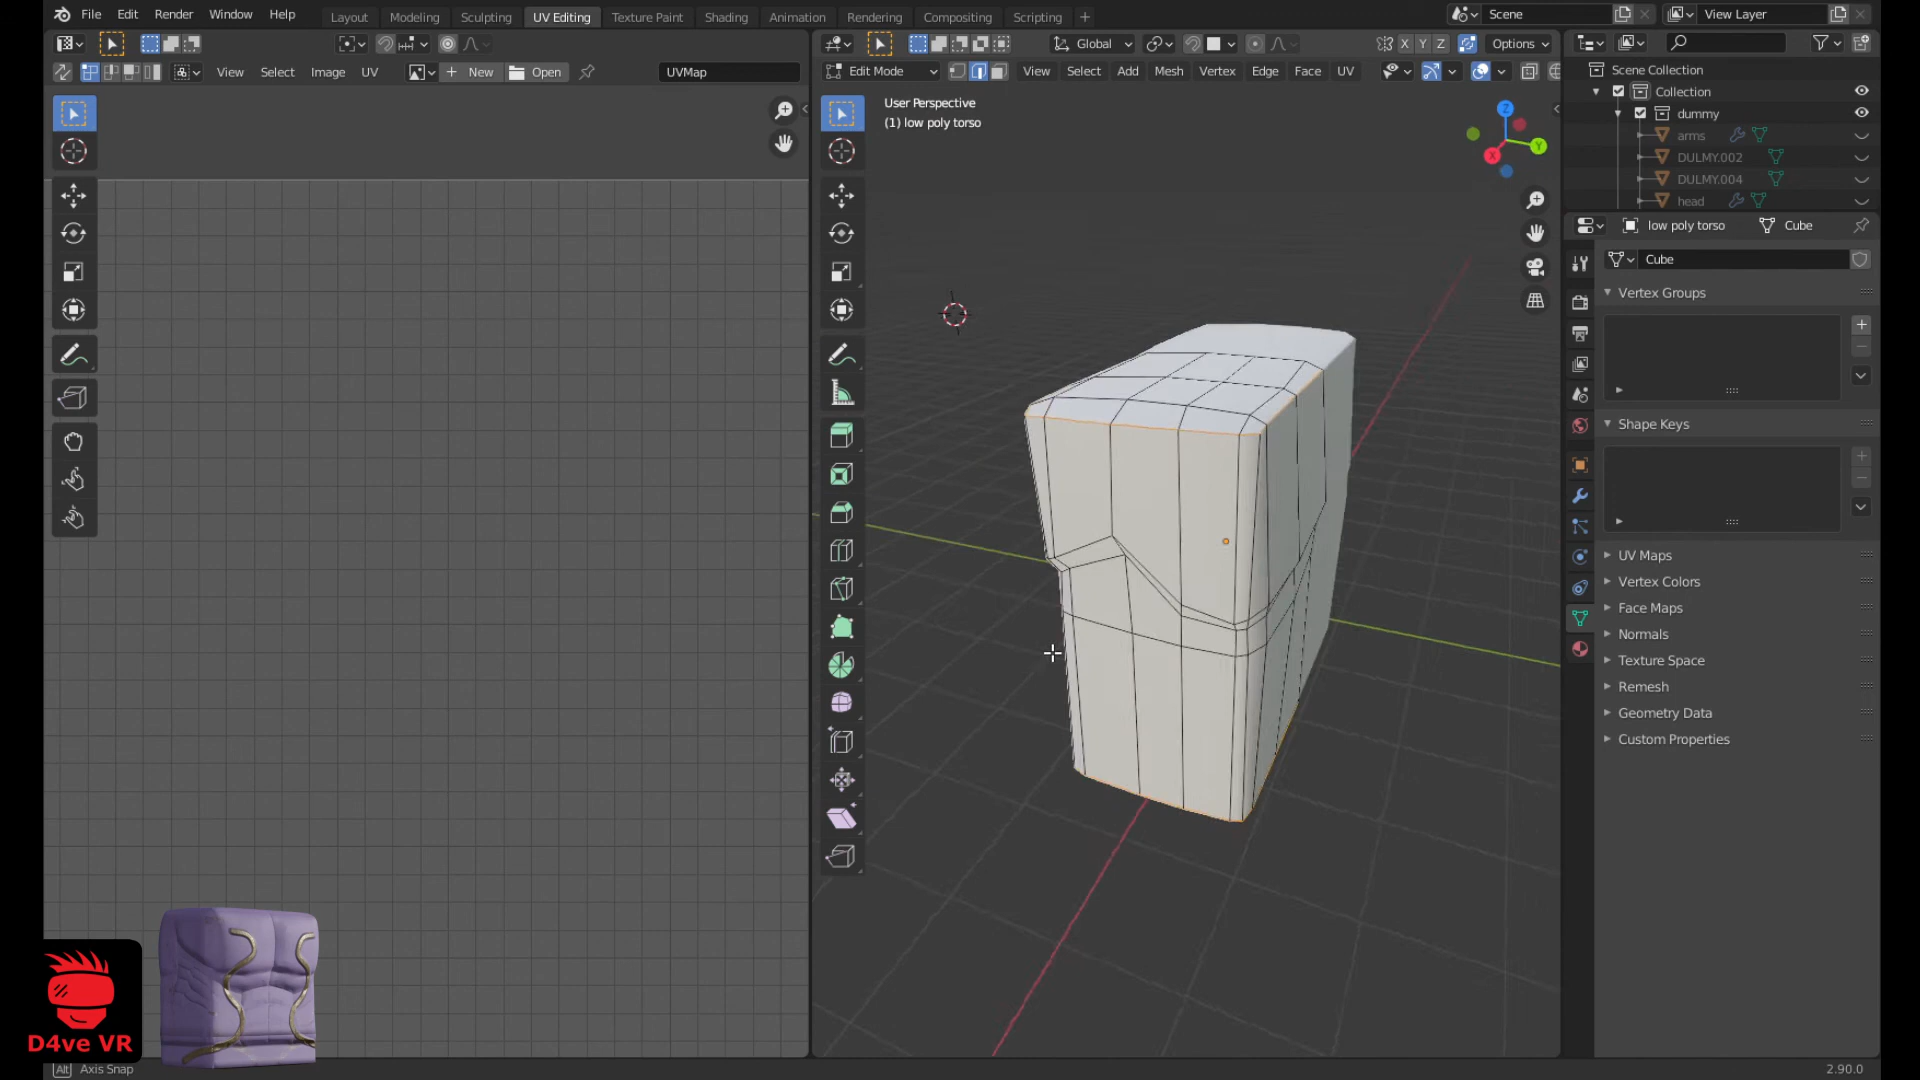 File Edit Render Window Help Layout Modeling Sculpting UV Editing Texture Paint Shading Animation Rendering Compositing Scripting + Scene View Layer
Global X Y Z Options
View Select Image UV New Open UVMap Edit Mode View Select Add Mesh Vertex Edge Face UV
Scene Collection
Collection
dummy
arms
DULMY.002
DULMY.004
head
User Perspective
(1) low poly torso
Z
Y
X
low poly torso Cube
Cube
Vertex Groups
Shape Keys
UV Maps
Vertex Colors
Face Maps
Normals
Texture Space
Remesh
Geometry Data
Custom Properties
D4ve VR
Alt Axis Snap 2.90.0